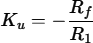 K_u = -\frac{R_f}{R_1}